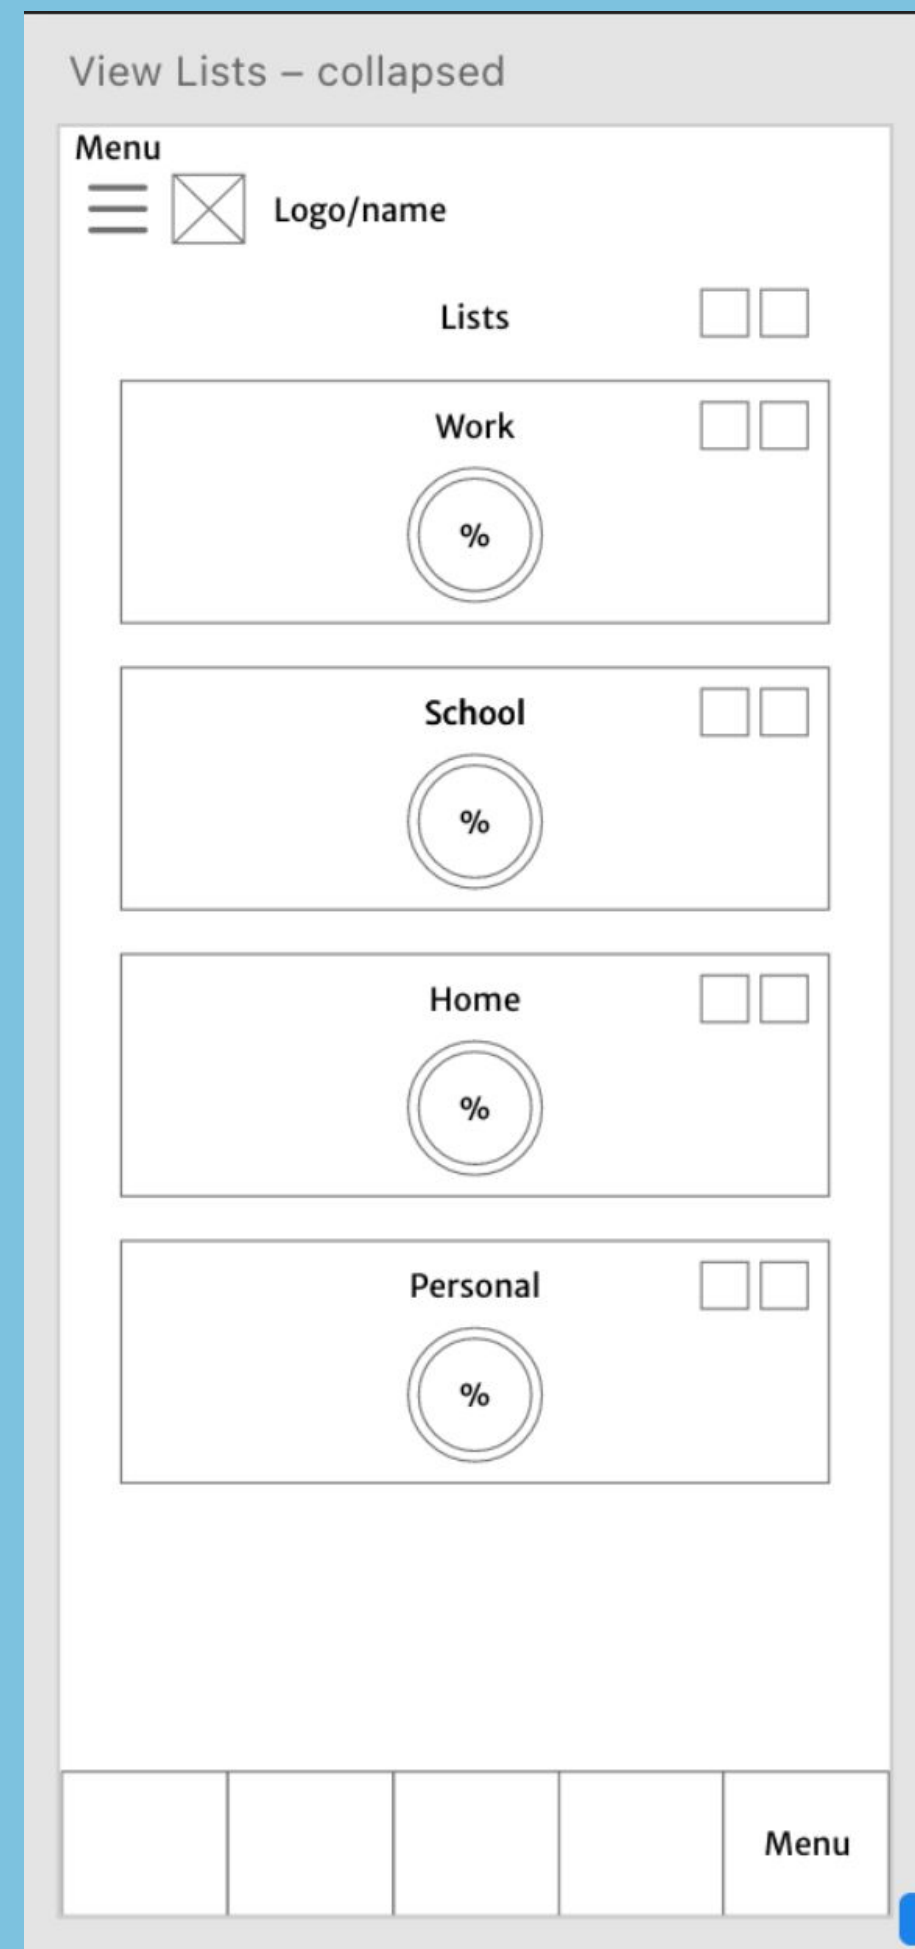 View Lists – collapsed
Menu
Logo/name
Lists
Work
%
School
%
Home
%
Personal
%
Menu